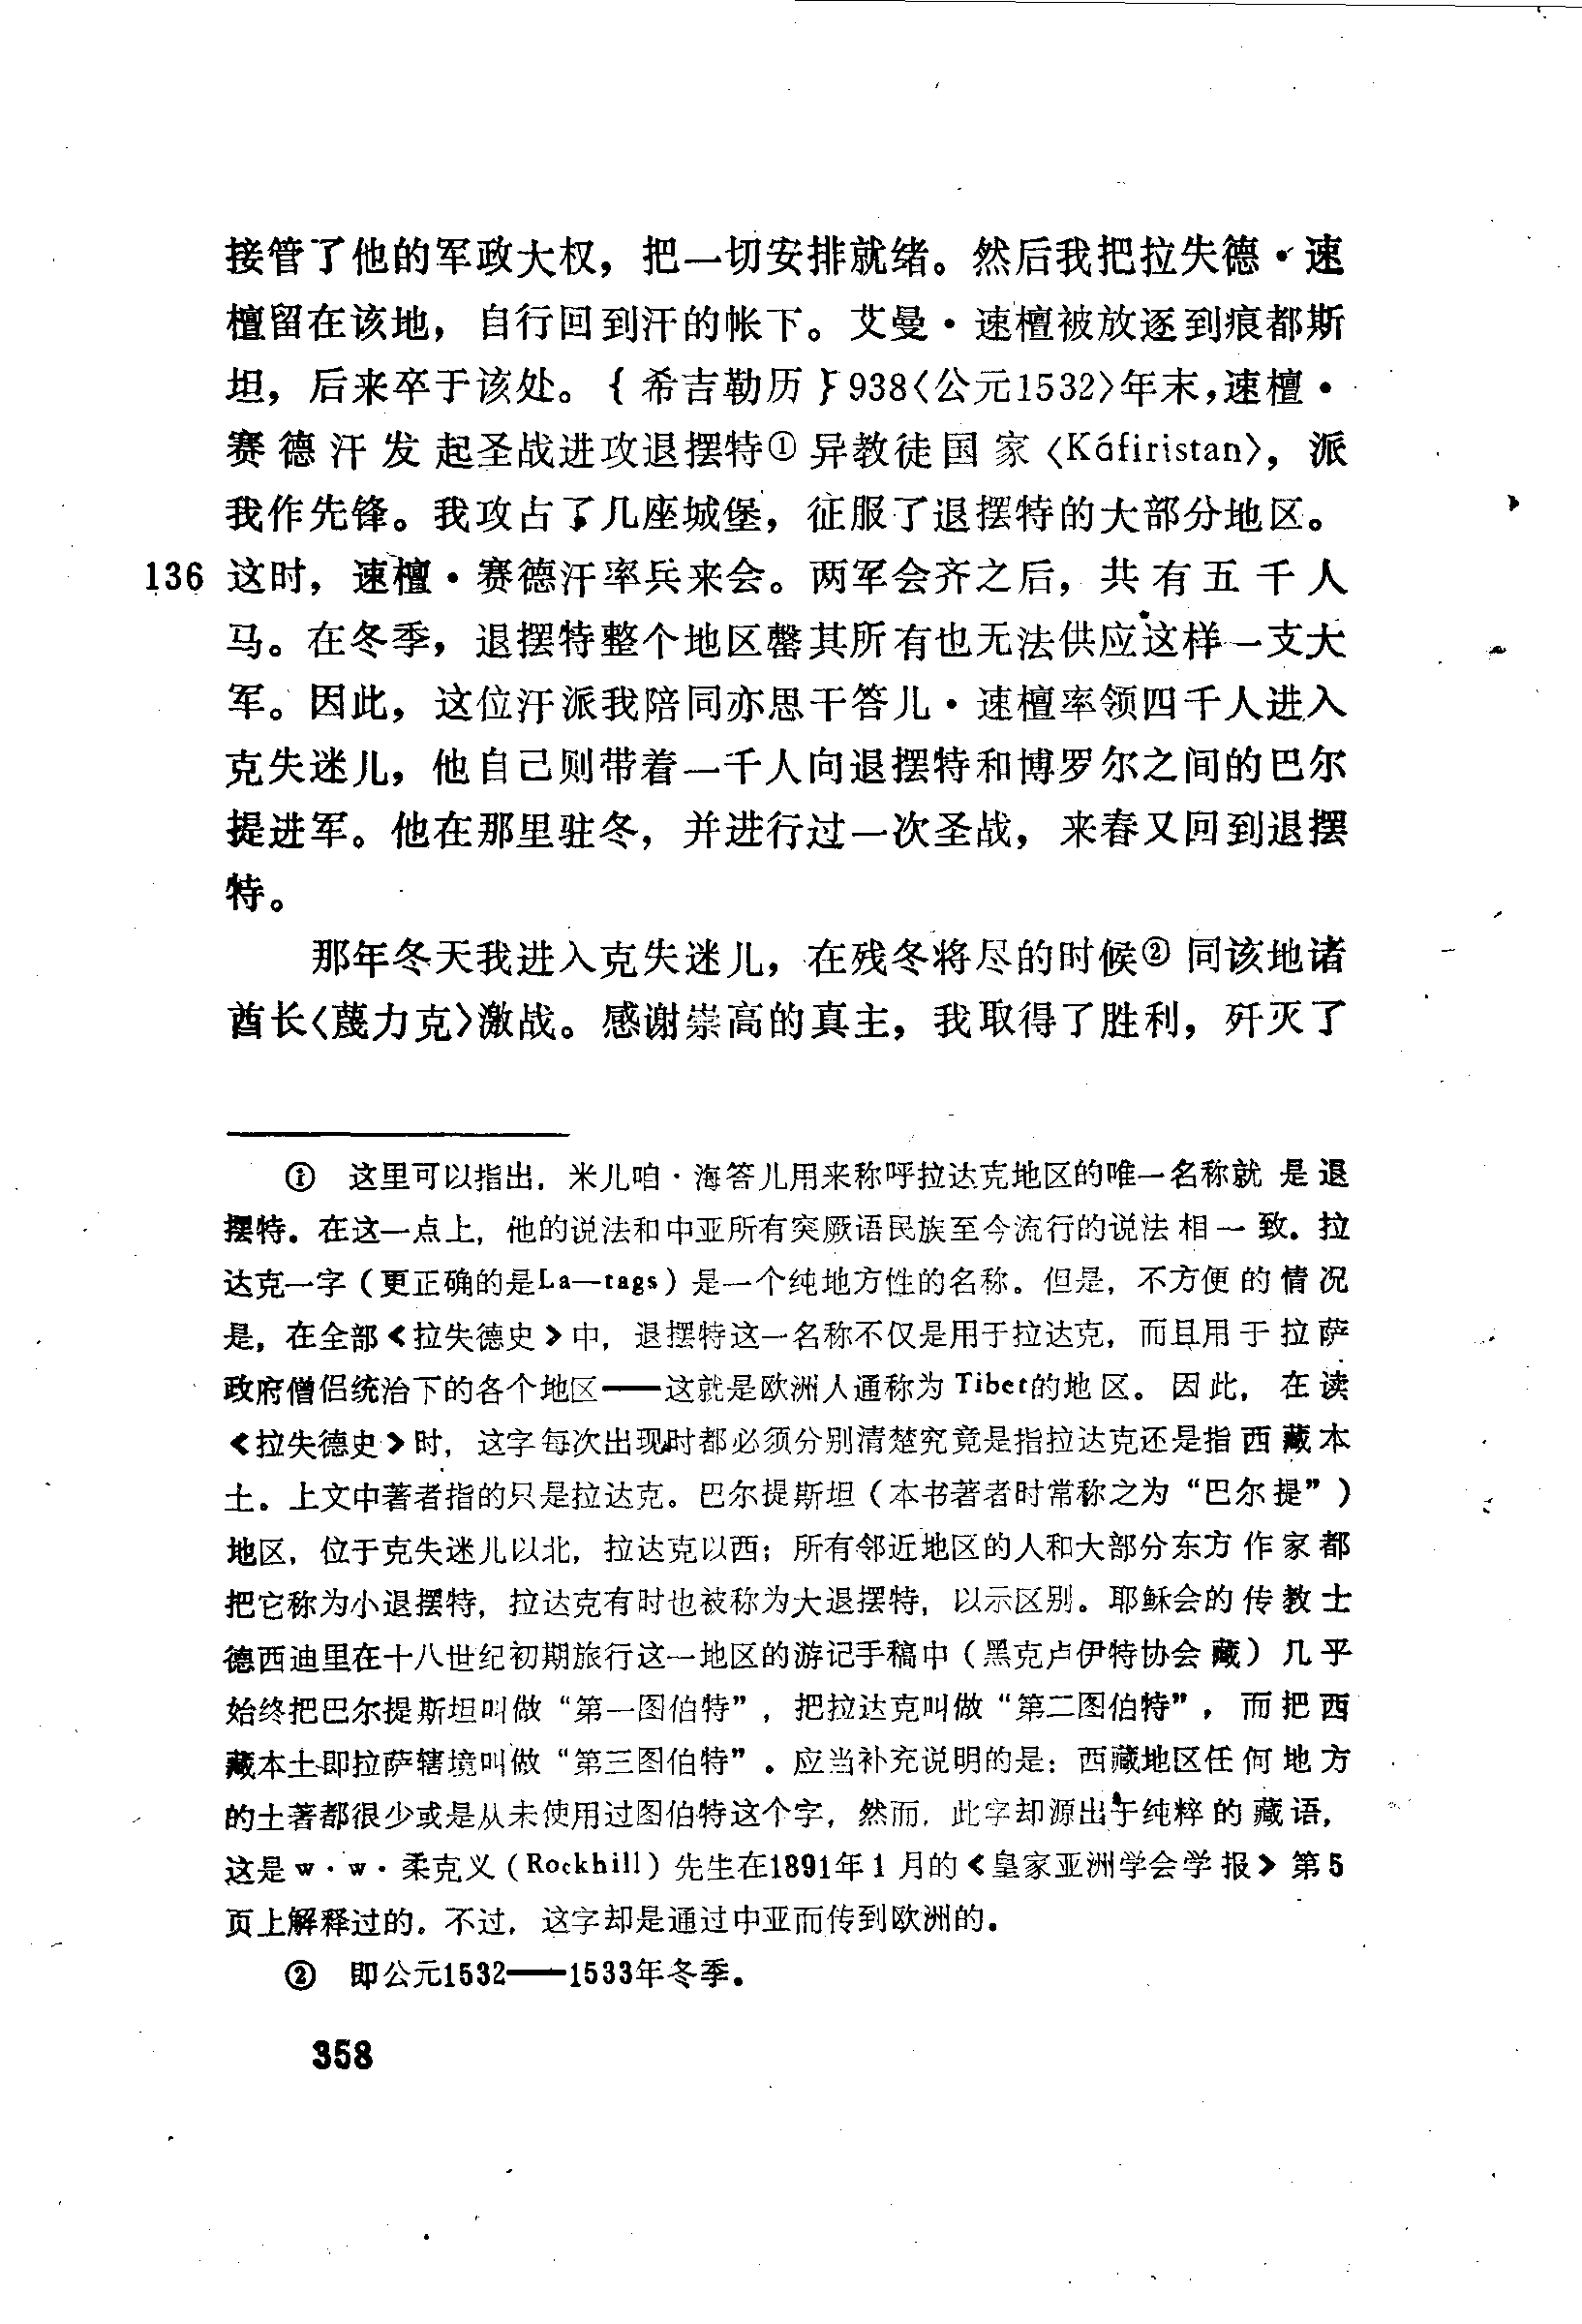 接管了他的军政大权，把一切安排就绪。然后我把拉失德·速
檀留在该地，自行回到汗的帐下。艾曼·速檀被放逐到痕都斯
坦，后来卒于该处。{希吉勒历}938〈公元1532〉年末，速檀·
赛德汗发起圣战进攻退摆特①异教徒国家〈Káfiristan〉，派
我作先锋。我攻占了几座城堡，征服了退摆特的大部分地区。
136 这时，速檀·赛德汗率兵来会。两军会齐之后，共有五千人
马。在冬季，退摆特整个地区罄其所有也无法供应这样一支大
军。因此，这位汗派我陪同亦思干答儿·速檀率领四千人进入
克失迷儿，他自己则带着一千人向退摆特和博罗尔之间的巴尔
提进军。他在那里驻冬，并进行过一次圣战，来春又回到退摆
特。
那年冬天我进入克失迷儿，在残冬将尽的时候②同该地诸
酋长〈蔑力克〉激战。感谢崇高的真主，我取得了胜利，歼灭了
① 这里可以指出，米儿咱·海答儿用来称呼拉达克地区的唯一名称就是退
摆特。在这一点上，他的说法和中亚所有突厥语民族至今流行的说法相一致。拉
达克一字（更正确的是La—tags）是一个纯地方性的名称。但是，不方便的情况
是，在全部《拉失德史》中，退摆特这一名称不仅是用于拉达克，而且用于拉萨
政府僧侣统治下的各个地区——这就是欧洲人通称为Tibet的地区。因此，在读
《拉失德史》时，这字每次出现时都必须分别清楚究竟是指拉达克还是指西藏本
土。上文中著者指的只是拉达克。巴尔提斯坦（本书著者时常称之为“巴尔提”）
地区，位于克失迷儿以北，拉达克以西；所有邻近地区的人和大部分东方作家都
把它称为小退摆特，拉达克有时也被称为大退摆特，以示区别。耶稣会的传教士
德西迪里在十八世纪初期旅行这一地区的游记手稿中（黑克卢伊特协会藏）几乎
始终把巴尔提斯坦叫做“第一图伯特”，把拉达克叫做“第二图伯特”，而把西
藏本土即拉萨辖境叫做“第三图伯特”。应当补充说明的是：西藏地区任何地方
的土著都很少或是从未使用过图伯特这个字，然而，此字却源出于纯粹的藏语，
这是w·w·柔克义（Rockhill）先生在1891年1月的《皇家亚洲学会学报》第5
页上解释过的。不过，这字却是通过中亚而传到欧洲的。
② 即公元1532——1533年冬季。
358